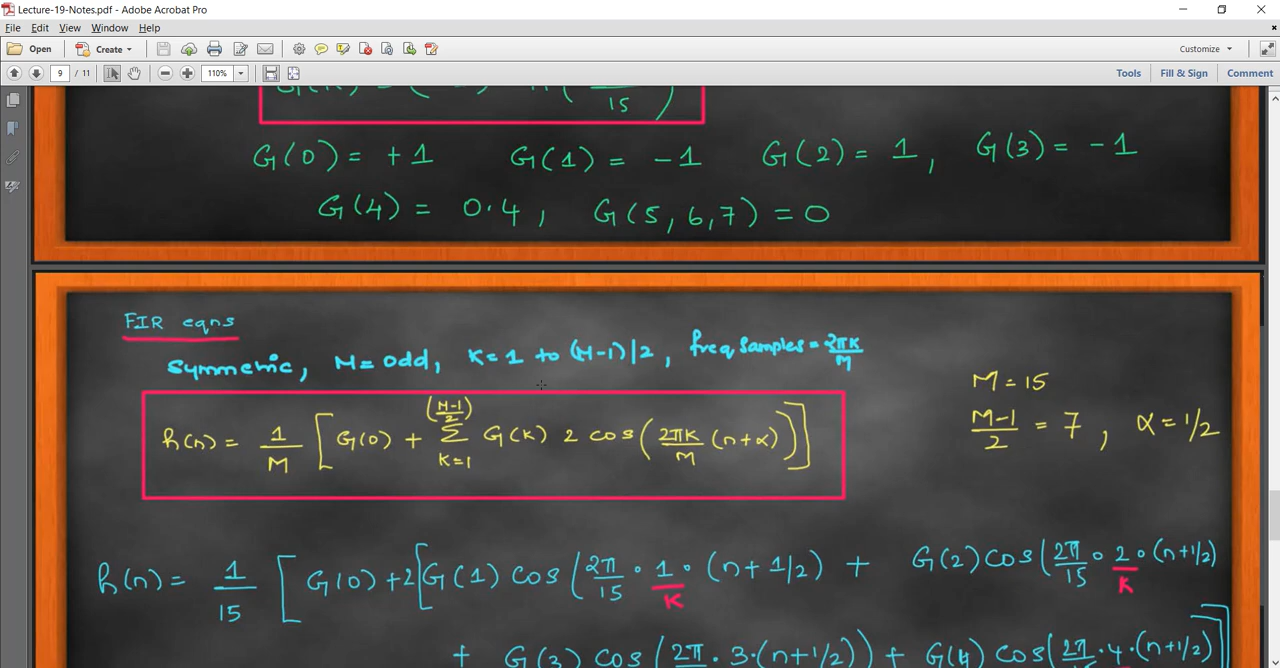 Lecture-19-Notes.pdf - Adobe Acrobat Pro
File Edit View Window Help
Open Create Customize
9 / 11 110% Tools Fill & Sign Comment
15
G(0) = +1 G(1) = -1 G(2) = 1, G(3) = -1
G(4) = 0.4, G(5,6,7) = 0
FIR eqns
Symmetric, M = odd, K = 1 to (M-1)/2, freq samples = 2πK/M
M = 15
h(n) = 1/M [ G(0) + Σ_{K=1}^{(M-1)/2} G(K) 2 cos( 2πK/M (n+α) ) ]
M-1/2 = 7, α = 1/2
h(n) = 1/15 [ G(0) + 2[ G(1) cos( 2π/15 · 1 · (n+1/2) ) + G(2) cos( 2π/15 · 2 · (n+1/2)
K K
+ G(3) cos( 2π · 3 · (n+1/2) ) + G(4) cos( 2π · 4 · (n+1/2) ) ]